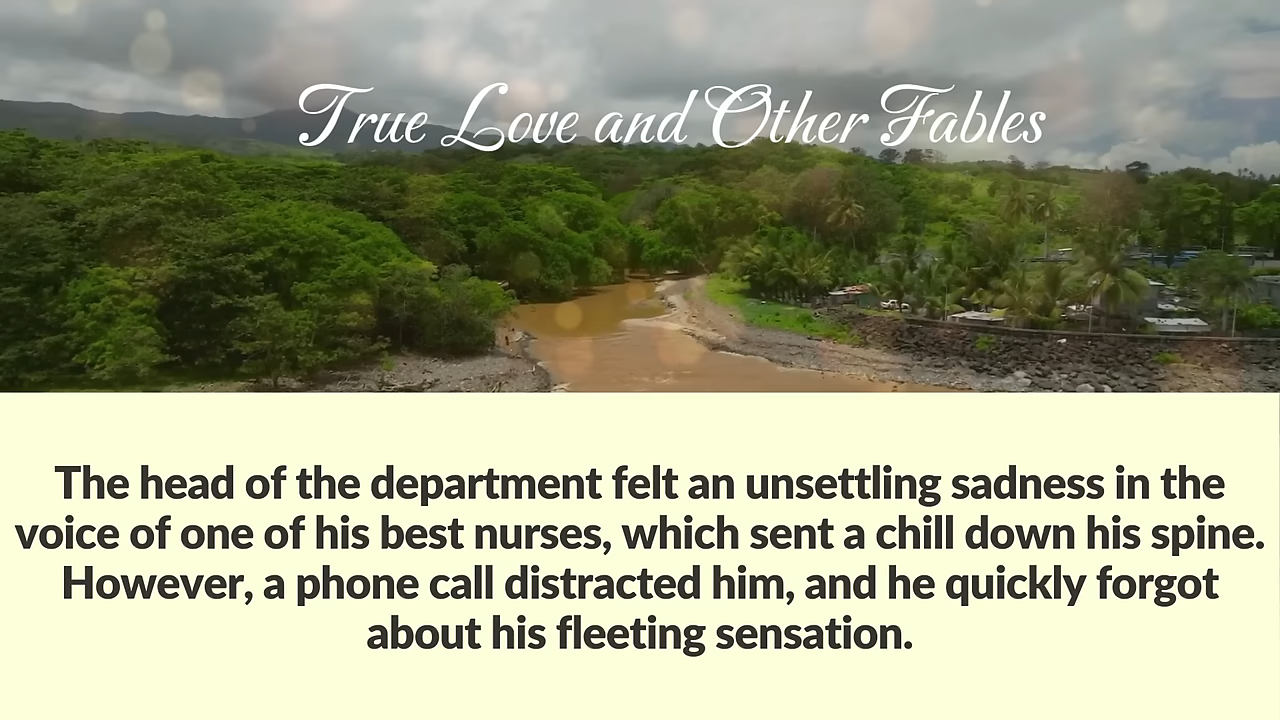 True Love and Other Fables
The head of the department felt an unsettling sadness in the
voice of one of his best nurses, which sent a chill down his spine.
However, a phone call distracted him, and he quickly forgot
about his fleeting sensation.